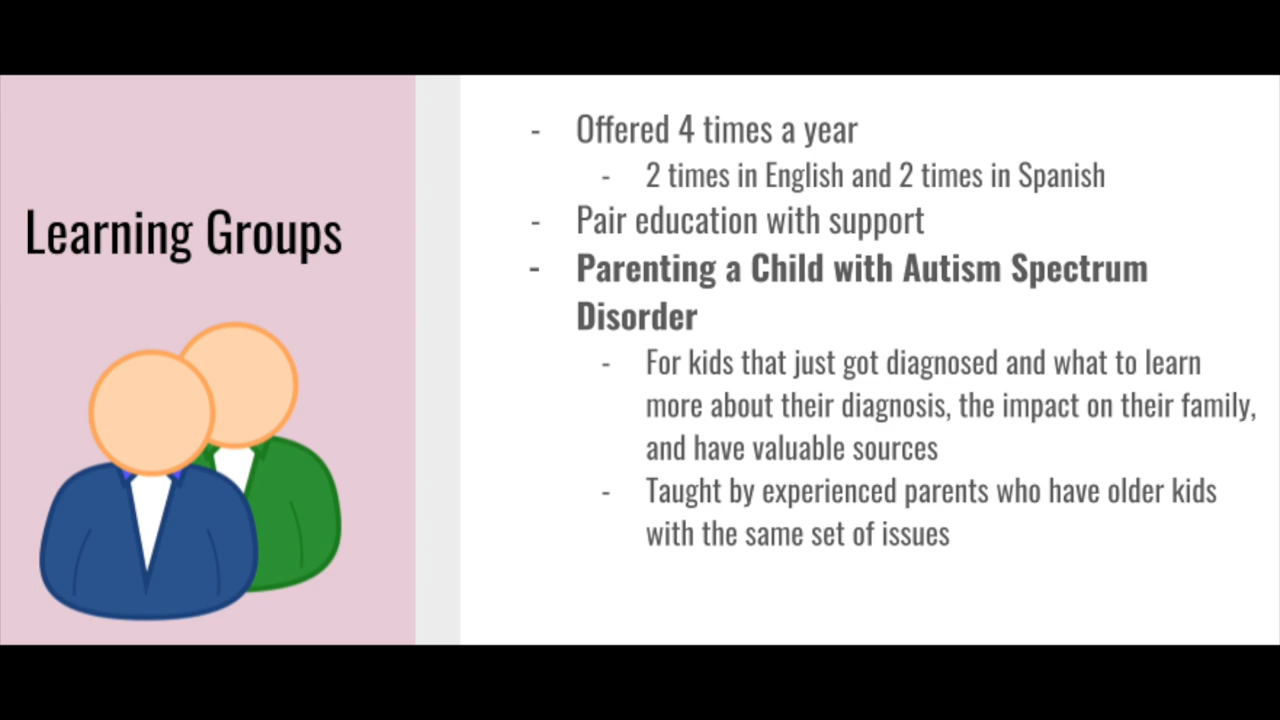 Learning Groups
- Offered 4 times a year
- 2 times in English and 2 times in Spanish
- Pair education with support
- Parenting a Child with Autism Spectrum
Disorder
- For kids that just got diagnosed and what to learn
more about their diagnosis, the impact on their family,
and have valuable sources
- Taught by experienced parents who have older kids
with the same set of issues